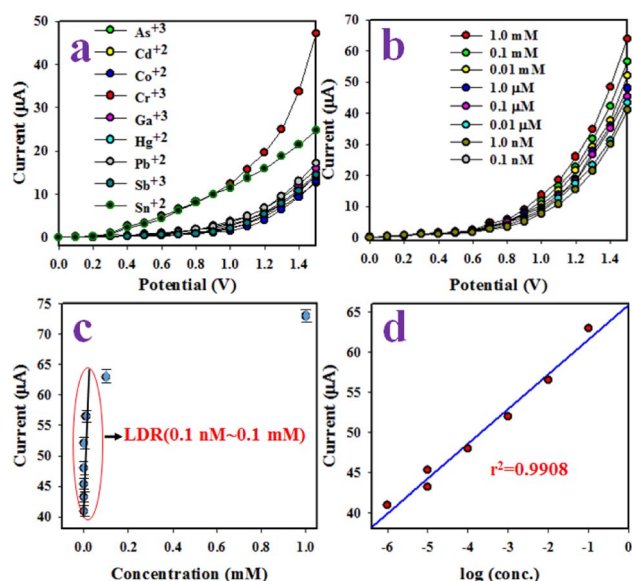 a
As+3
Cd+2
Co+2
Cr+3
Ga+3
Hg+2
Pb+2
Sb+3
Sn+2
50
40
30
20
10
0
Current (µA)
0.0 0.2 0.4 0.6 0.8 1.0 1.2 1.4
Potential (V)
b
1.0 mM
0.1 mM
0.01 mM
1.0 µM
0.1 µM
0.01 µM
1.0 nM
0.1 nM
70
60
50
40
30
20
10
0
Current (µA)
0.0 0.2 0.4 0.6 0.8 1.0 1.2 1.4
Potential (V)
c
LDR(0.1 nM~0.1 mM)
75
70
65
60
55
50
45
40
Current (µA)
0.0 0.2 0.4 0.6 0.8 1.0
Concentration (mM)
d
r2=0.9908
65
60
55
50
45
40
Current (µA)
-6 -5 -4 -3 -2 -1 0
log (conc.)